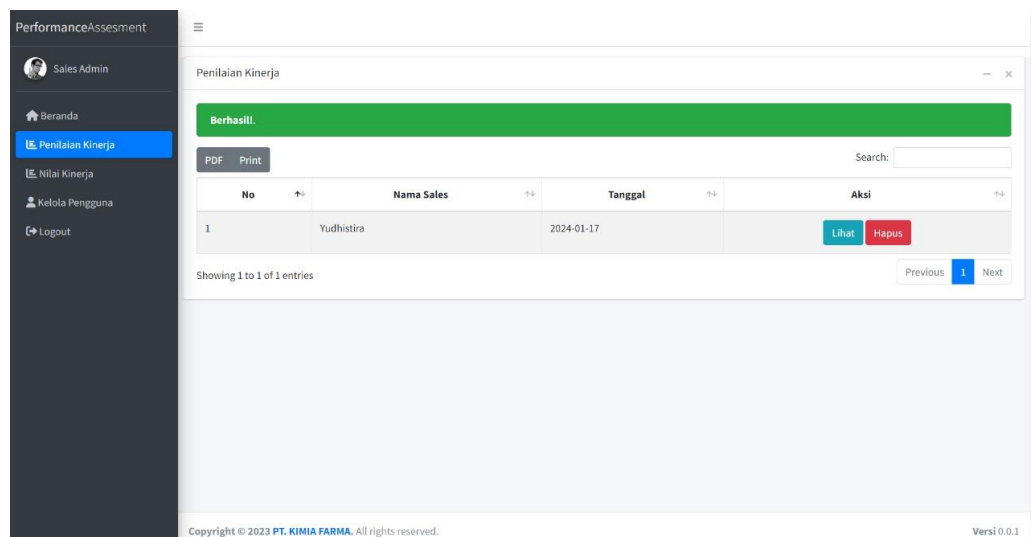 PerformanceAssesment
Sales Admin
Beranda
Penilaian Kinerja
Nilai Kinerja
Kelola Pengguna
Logout
Penilaian Kinerja
Berhasil!.
PDF Print
Search:
No Nama Sales Tanggal Aksi
1 Yudhistira 2024-01-17 Lihat Hapus
Showing 1 to 1 of 1 entries
Previous 1 Next
Copyright © 2023 PT. KIMIA FARMA. All rights reserved.
Versi 0.0.1